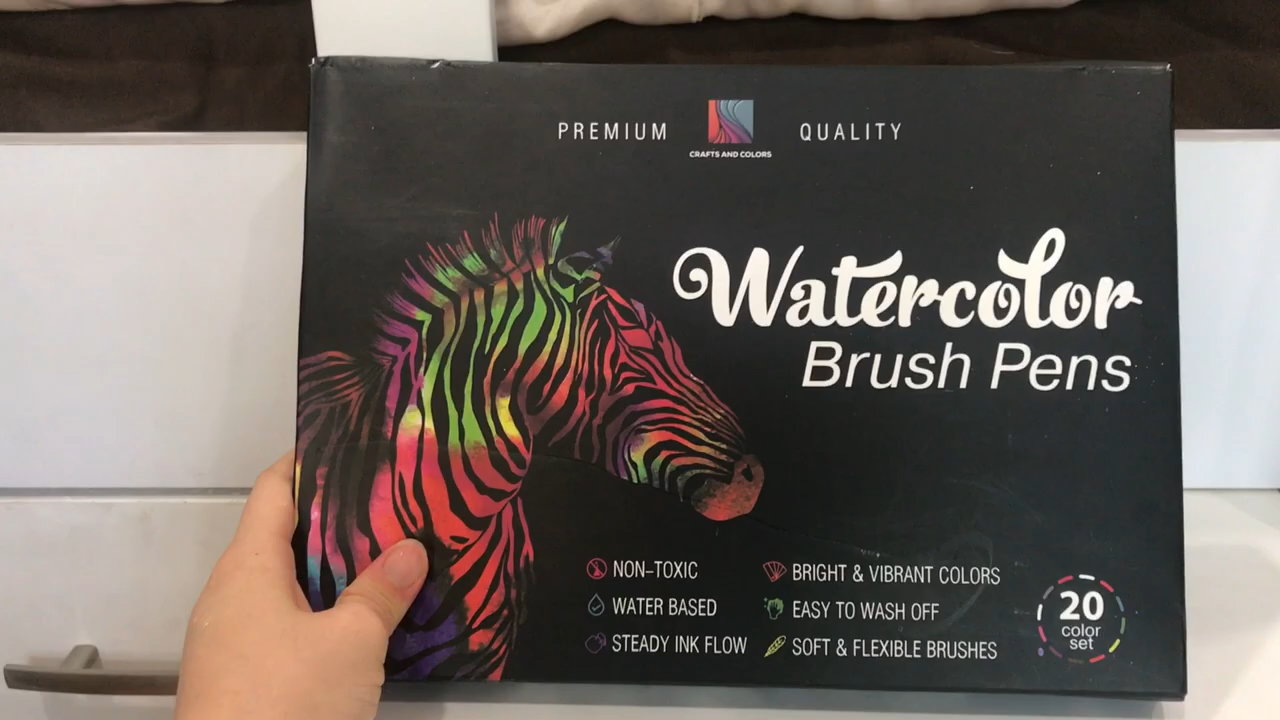 PREMIUM QUALITY
CRAFTS AND COLORS
Watercolor
Brush Pens
NON-TOXIC
WATER BASED
STEADY INK FLOW
BRIGHT & VIBRANT COLORS
EASY TO WASH OFF
SOFT & FLEXIBLE BRUSHES
20
color
set